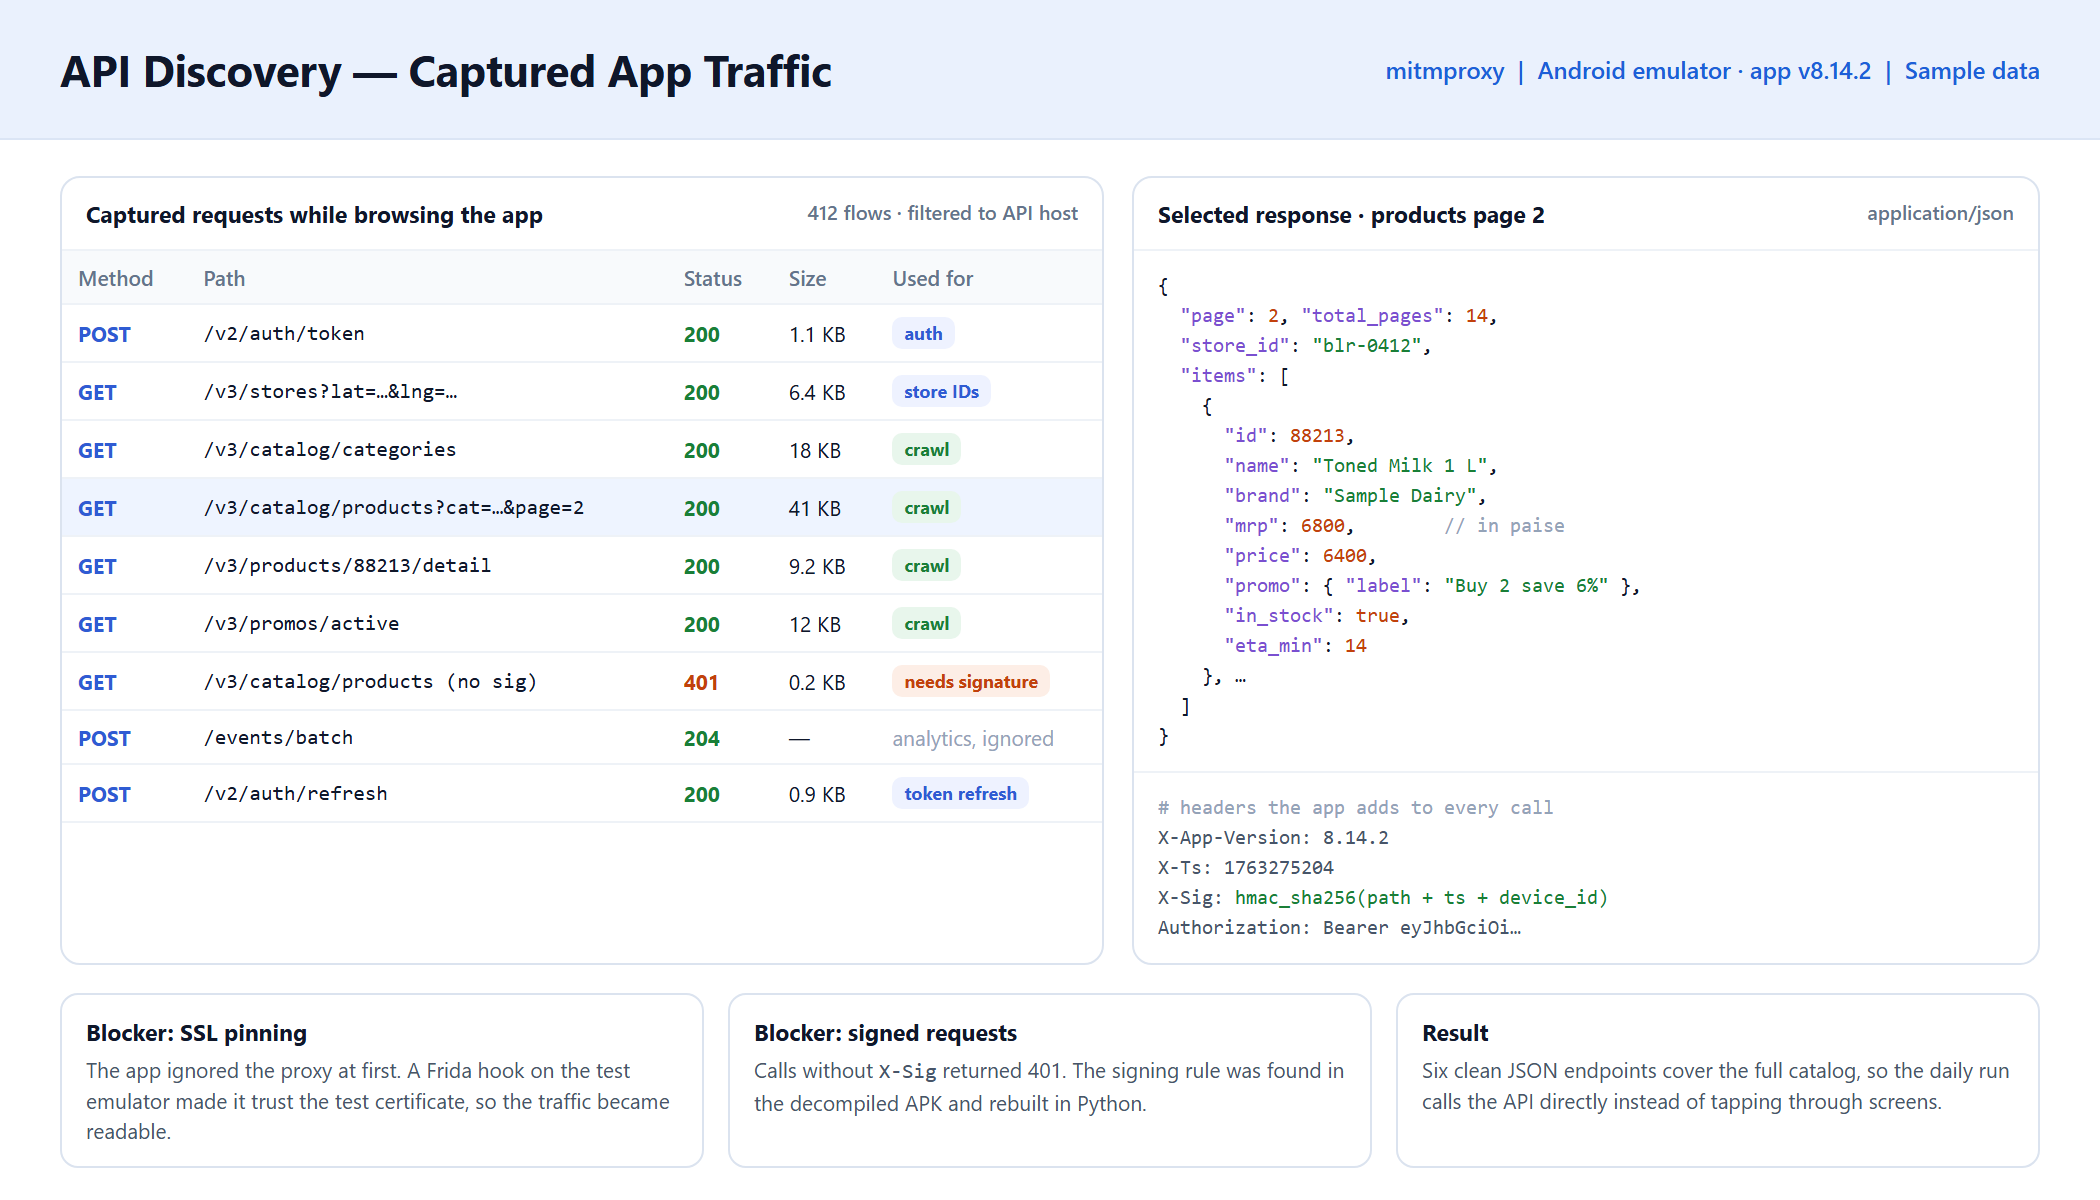 API Discovery — Captured App Traffic
mitmproxy | Android emulator · app v8.14.2 | Sample data
Captured requests while browsing the app
412 flows · filtered to API host
Method Path Status Size Used for
POST /v2/auth/token 200 1.1 KB auth
GET /v3/stores?lat=…&lng=… 200 6.4 KB store IDs
GET /v3/catalog/categories 200 18 KB crawl
GET /v3/catalog/products?cat=…&page=2 200 41 KB crawl
GET /v3/products/88213/detail 200 9.2 KB crawl
GET /v3/promos/active 200 12 KB crawl
GET /v3/catalog/products (no sig) 401 0.2 KB needs signature
POST /events/batch 204 — analytics, ignored
POST /v2/auth/refresh 200 0.9 KB token refresh
Selected response · products page 2
application/json
{
"page": 2, "total_pages": 14,
"store_id": "blr-0412",
"items": [
{
"id": 88213,
"name": "Toned Milk 1 L",
"brand": "Sample Dairy",
"mrp": 6800, // in paise
"price": 6400,
"promo": { "label": "Buy 2 save 6%" },
"in_stock": true,
"eta_min": 14
}, …
]
}
# headers the app adds to every call
X-App-Version: 8.14.2
X-Ts: 1763275204
X-Sig: hmac_sha256(path + ts + device_id)
Authorization: Bearer eyJhbGciOi…
Blocker: SSL pinning
The app ignored the proxy at first. A Frida hook on the test
emulator made it trust the test certificate, so the traffic became
readable.
Blocker: signed requests
Calls without X-Sig returned 401. The signing rule was found in
the decompiled APK and rebuilt in Python.
Result
Six clean JSON endpoints cover the full catalog, so the daily run
calls the API directly instead of tapping through screens.